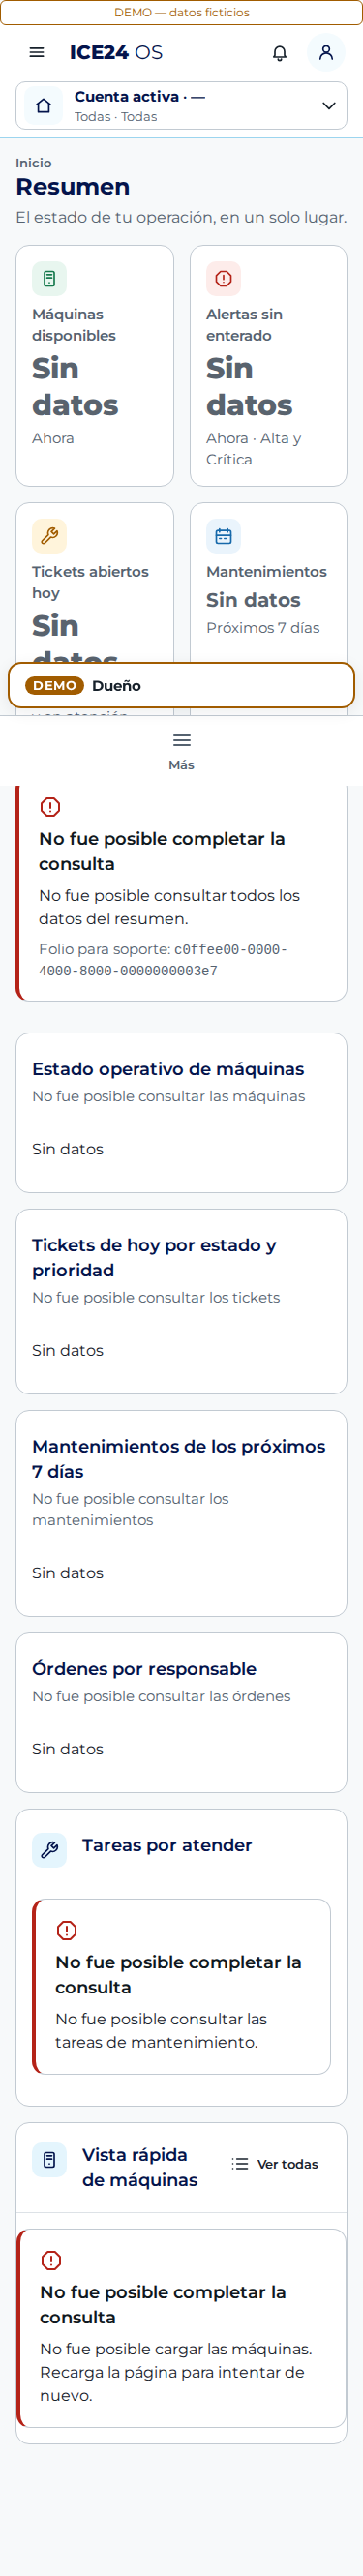 DEMO — datos ficticios
ICE24 OS
Cuenta activa · —
Todas · Todas
Inicio
Resumen
El estado de tu operación, en un solo lugar.
Máquinas
disponibles
Sin
datos
Ahora
Alertas sin
enterado
Sin
datos
Ahora · Alta y
Crítica
Tickets abiertos
hoy
Sin
datos
Mantenimientos
Sin datos
Próximos 7 días
DEMO Dueño
y en atención
Más
No fue posible completar la
consulta
No fue posible consultar todos los
datos del resumen.
Folio para soporte: c0ffee00-0000-
4000-8000-0000000003e7
Estado operativo de máquinas
No fue posible consultar las máquinas
Sin datos
Tickets de hoy por estado y
prioridad
No fue posible consultar los tickets
Sin datos
Mantenimientos de los próximos
7 días
No fue posible consultar los
mantenimientos
Sin datos
Órdenes por responsable
No fue posible consultar las órdenes
Sin datos
Tareas por atender
No fue posible completar la
consulta
No fue posible consultar las
tareas de mantenimiento.
Vista rápida
de máquinas
Ver todas
No fue posible completar la
consulta
No fue posible cargar las máquinas.
Recarga la página para intentar de
nuevo.